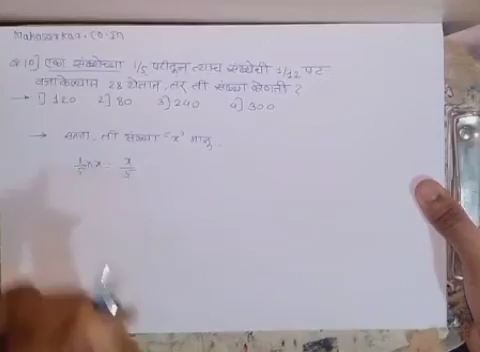 Mahasarkar.co.in
Q.10] एका संख्येच्या 1/5 पटीतून त्याच संख्येची 1/12 पट
वजा केल्यास 28 येतात, तर ती संख्या कोणती?
→ 1) 120 2) 80 3) 240 4) 300
→ समजा, ती संख्या 'x' मानू.
1/5 × x = x/5